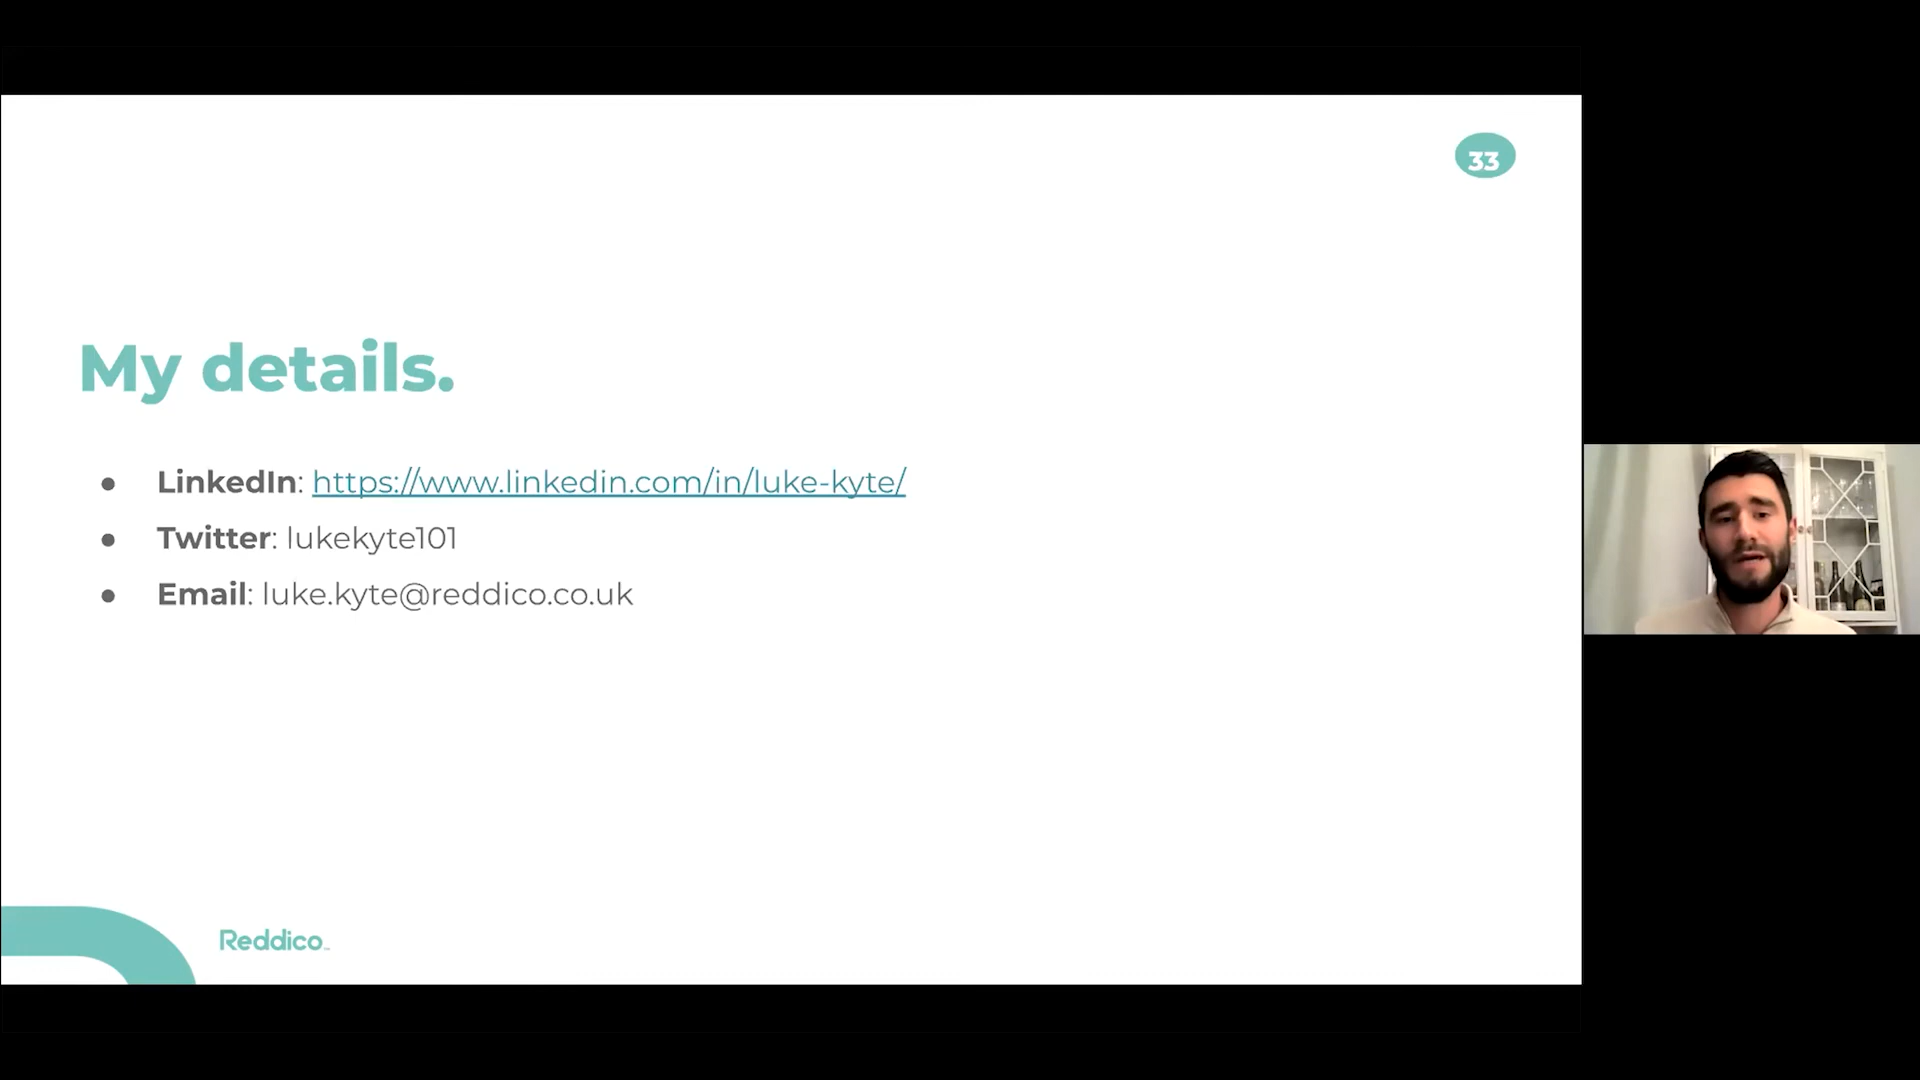 33
My details.
● LinkedIn: https://www.linkedin.com/in/luke-kyte/
● Twitter: lukekyte101
● Email: luke.kyte@reddico.co.uk
Reddico